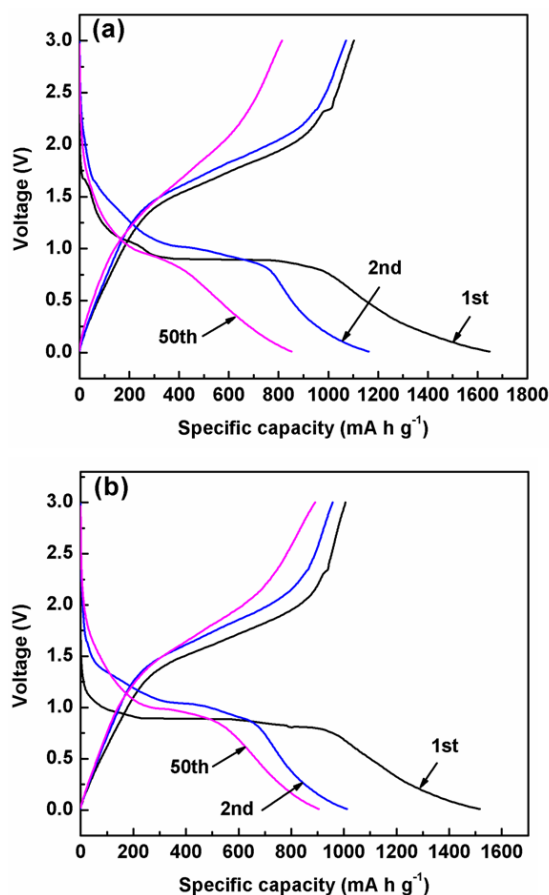 (a)
3.0
2.5
2.0
1.5
1.0
0.5
0.0
Voltage (V)
2nd
1st
50th
0 200 400 600 800 1000 1200 1400 1600 1800
Specific capacity (mA h g⁻¹)
(b)
3.0
2.5
2.0
1.5
1.0
0.5
0.0
Voltage (V)
1st
50th
2nd
0 200 400 600 800 1000 1200 1400 1600
Specific capacity (mA h g⁻¹)